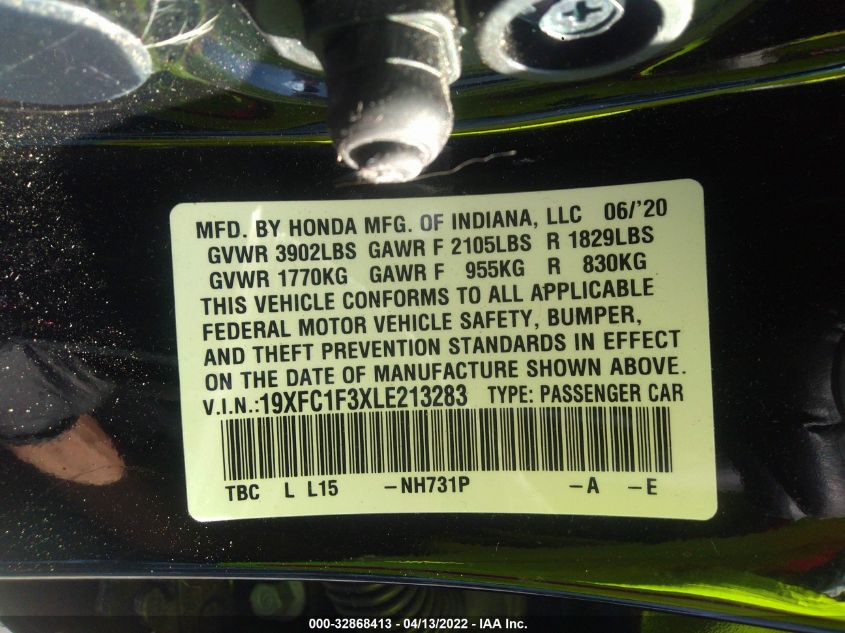 MFD. BY HONDA MFG. OF INDIANA, LLC 06/'20
GVWR 3902LBS GAWR F 2105LBS R 1829LBS
GVWR 1770KG GAWR F 955KG R 830KG
THIS VEHICLE CONFORMS TO ALL APPLICABLE
FEDERAL MOTOR VEHICLE SAFETY, BUMPER,
AND THEFT PREVENTION STANDARDS IN EFFECT
ON THE DATE OF MANUFACTURE SHOWN ABOVE.
V.I.N.:19XFC1F3XLE213283 TYPE: PASSENGER CAR
TBC L L15 -NH731P -A -E
000-32868413 - 04/13/2022 - IAA Inc.